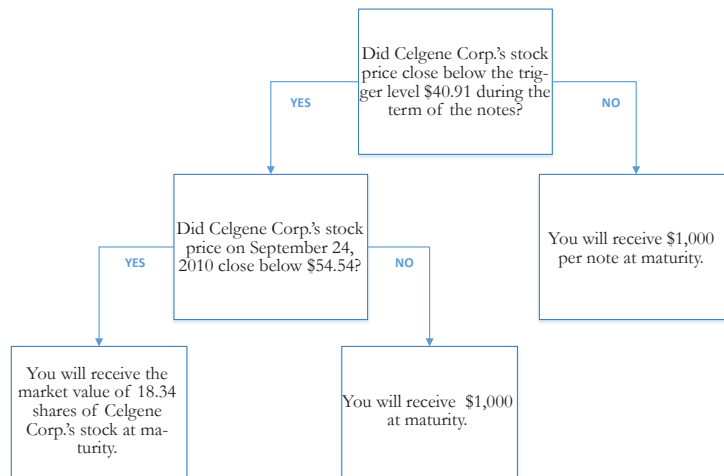 Did Celgene Corp.'s stock
price close below the trig-
ger level $40.91 during the
term of the notes?
YES
NO
Did Celgene Corp.'s stock
price on September 24,
2010 close below $54.54?
You will receive $1,000
per note at maturity.
YES
NO
You will receive the
market value of 18.34
shares of Celgene
Corp.'s stock at ma-
turity.
You will receive $1,000
at maturity.